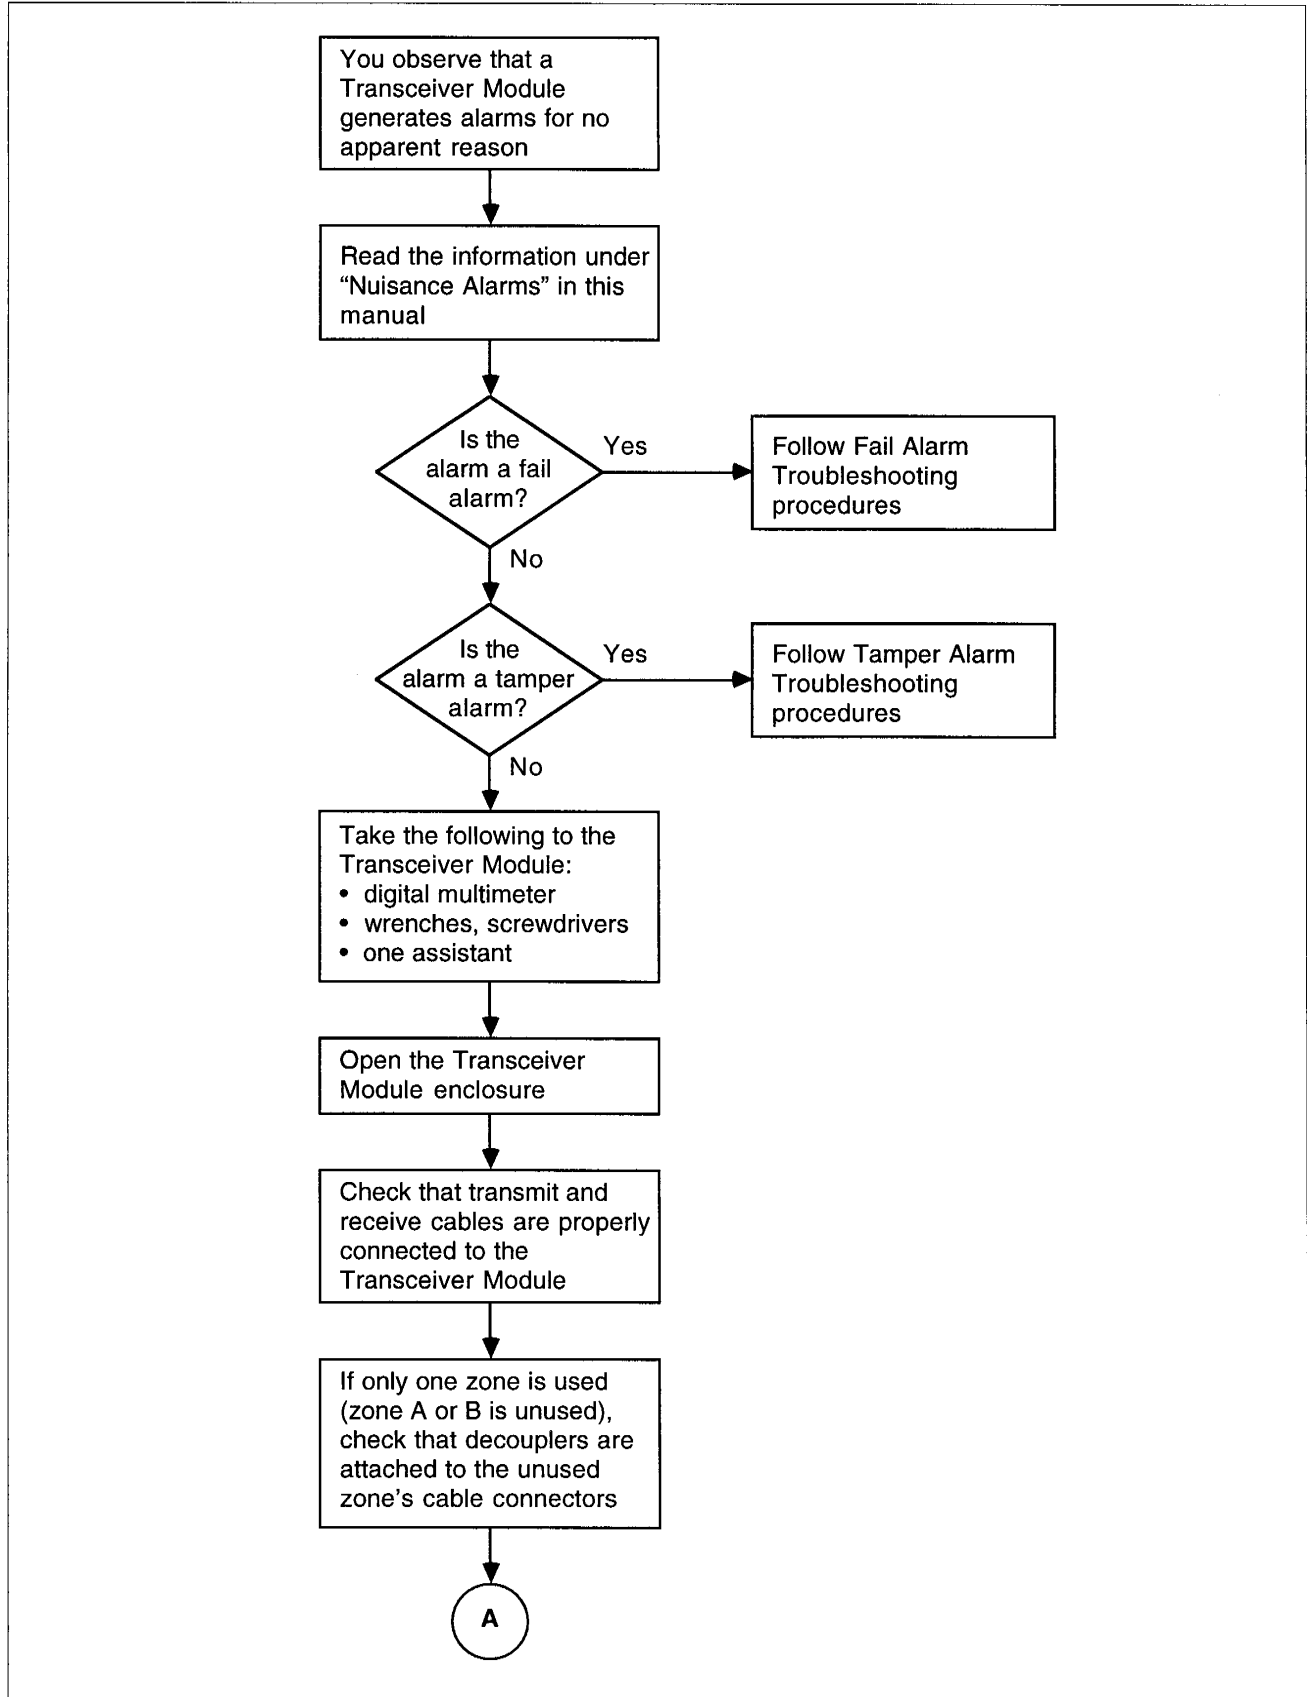 You observe that a
Transceiver Module
generates alarms for no
apparent reason
Read the information under
“Nuisance Alarms” in this
manual
Is the
alarm a fail
alarm?
Yes
Follow Fail Alarm
Troubleshooting
procedures
No
Is the
alarm a tamper
alarm?
Yes
Follow Tamper Alarm
Troubleshooting
procedures
No
Take the following to the
Transceiver Module:
• digital multimeter
• wrenches, screwdrivers
• one assistant
Open the Transceiver
Module enclosure
Check that transmit and
receive cables are properly
connected to the
Transceiver Module
If only one zone is used
(zone A or B is unused),
check that decouplers are
attached to the unused
zone's cable connectors
A